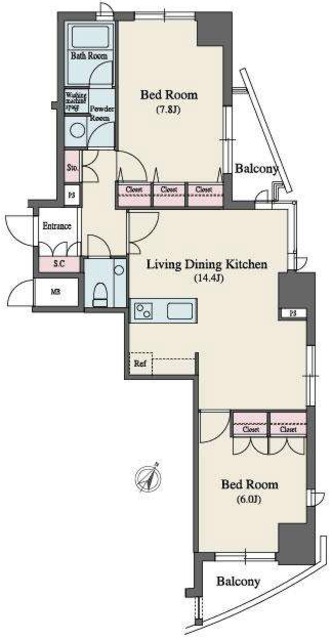 Bath Room
Bed Room
(7.8J)
Washing
machine
space
Powder
Room
Balcony
Sto.
Closet
Closet
Closet
PS
Entrance
Living Dining Kitchen
(14.4J)
S.C
MB
PS
Ref
Closet
Closet
Bed Room
(6.0J)
Balcony